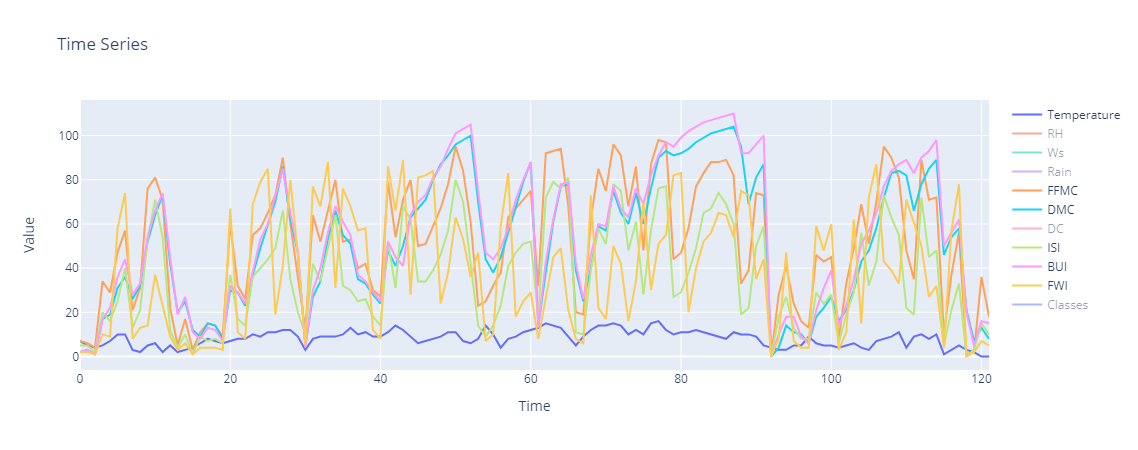 Time Series
Value
100
80
60
40
20
0
0 20 40 60 80 100 120
Time
Temperature
RH
Ws
Rain
FFMC
DMC
DC
ISI
BUI
FWI
Classes